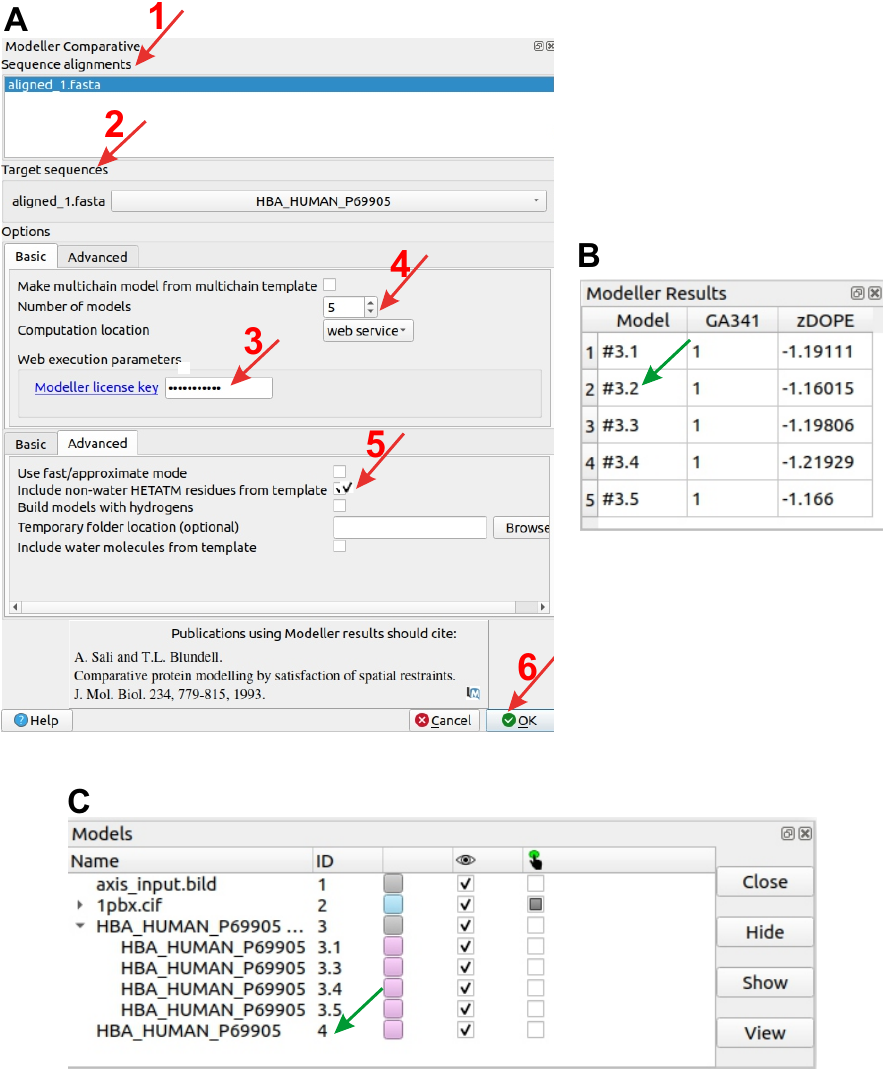 A
1
Modeller Comparative
Sequence alignments
aligned_1.fasta
2
Target sequences
aligned_1.fasta HBA_HUMAN_P69905
Options
Basic Advanced
4
Make multichain model from multichain template
Number of models 5
Computation location web service
3
Web execution parameters
Modeller license key •••••••••••
Basic Advanced
5
Use fast/approximate mode
Include non-water HETATM residues from template
Build models with hydrogens
Temporary folder location (optional) Browse
Include water molecules from template
Publications using Modeller results should cite:
A. Sali and T.L. Blundell.
Comparative protein modelling by satisfaction of spatial restraints.
J. Mol. Biol. 234, 779-815, 1993.
6
Help Cancel OK
B
Modeller Results
Model GA341 zDOPE
1 #3.1 1 -1.19111
2 #3.2 1 -1.16015
3 #3.3 1 -1.19806
4 #3.4 1 -1.21929
5 #3.5 1 -1.166
C
Models
Name ID
axis_input.bild 1
1pbx.cif 2
HBA_HUMAN_P69905 ... 3
HBA_HUMAN_P69905 3.1
HBA_HUMAN_P69905 3.3
HBA_HUMAN_P69905 3.4
HBA_HUMAN_P69905 3.5
HBA_HUMAN_P69905 4
Close
Hide
Show
View